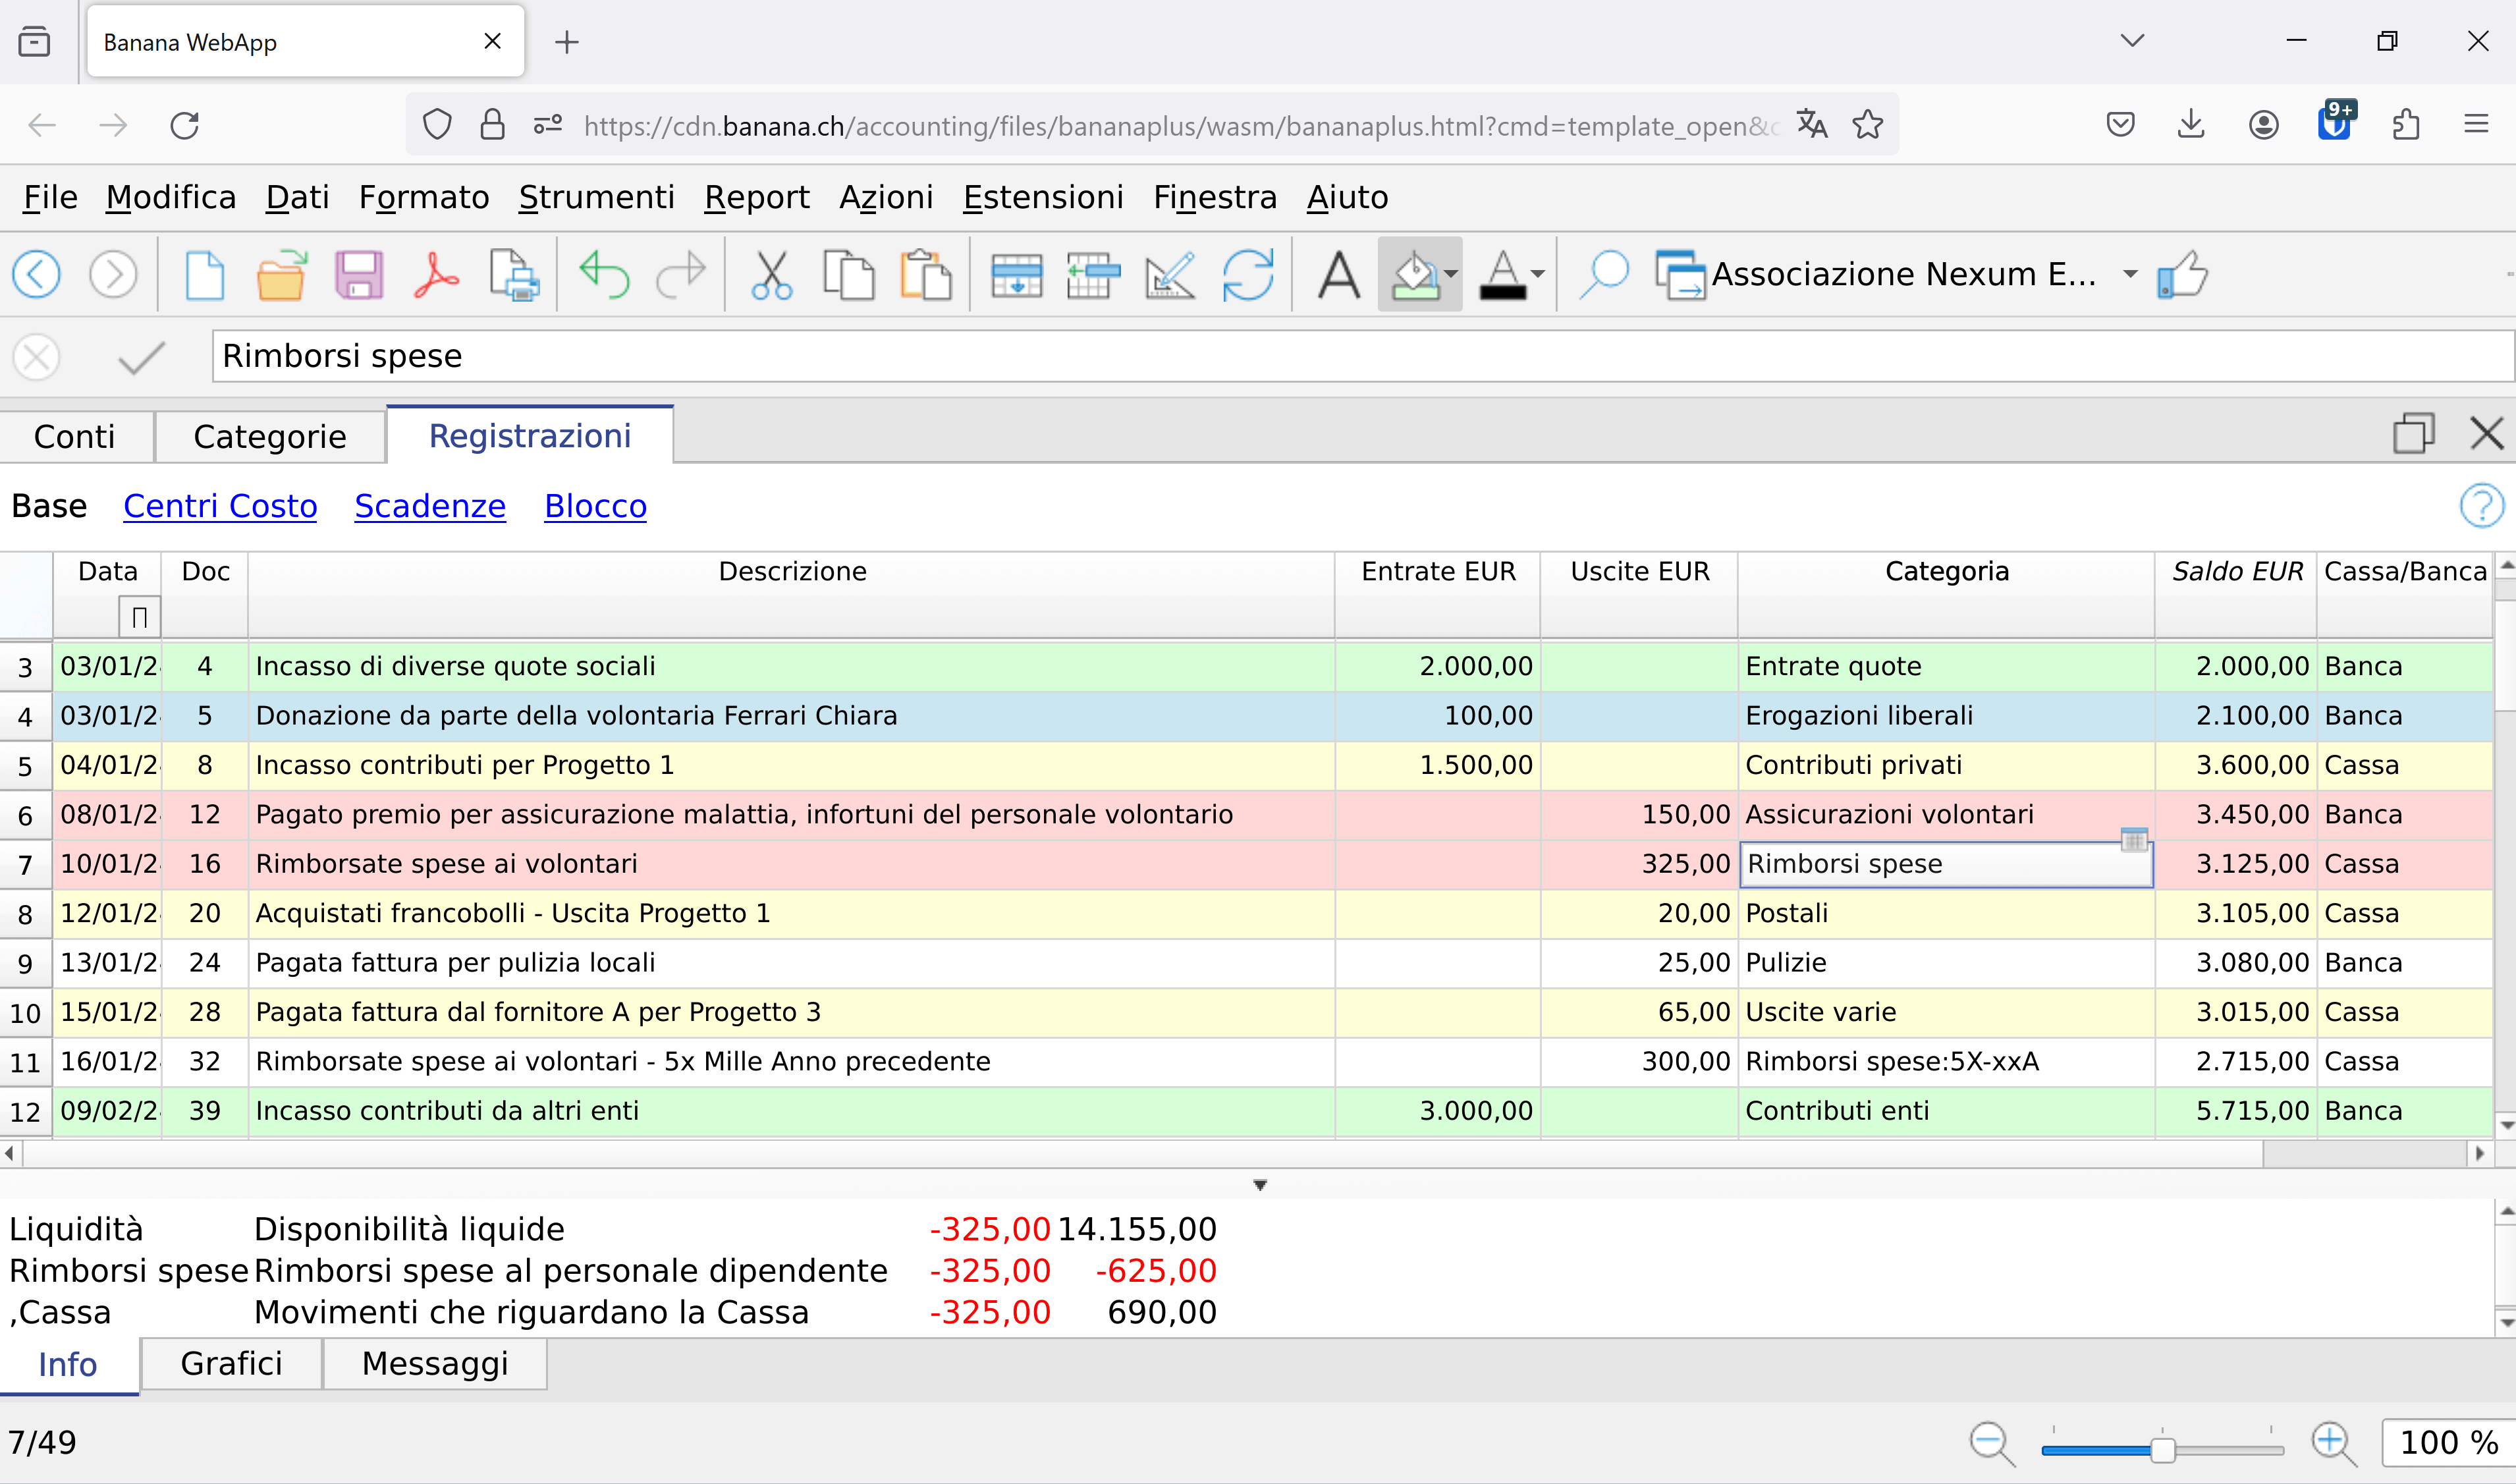 Banana WebApp
https://cdn.banana.ch/accounting/files/bananaplus/wasm/bananaplus.html?cmd=template_open&c
9+
File Modifica Dati Formato Strumenti Report Azioni Estensioni Finestra Aiuto
Associazione Nexum E...
Rimborsi spese
Conti Categorie Registrazioni
Base Centri Costo Scadenze Blocco
Data Doc Descrizione Entrate EUR Uscite EUR Categoria Saldo EUR Cassa/Banca
3 03/01/2 4 Incasso di diverse quote sociali 2.000,00 Entrate quote 2.000,00 Banca
4 03/01/2 5 Donazione da parte della volontaria Ferrari Chiara 100,00 Erogazioni liberali 2.100,00 Banca
5 04/01/2 8 Incasso contributi per Progetto 1 1.500,00 Contributi privati 3.600,00 Cassa
6 08/01/2 12 Pagato premio per assicurazione malattia, infortuni del personale volontario 150,00 Assicurazioni volontari 3.450,00 Banca
7 10/01/2 16 Rimborsate spese ai volontari 325,00 Rimborsi spese 3.125,00 Cassa
8 12/01/2 20 Acquistati francobolli - Uscita Progetto 1 20,00 Postali 3.105,00 Cassa
9 13/01/2 24 Pagata fattura per pulizia locali 25,00 Pulizie 3.080,00 Banca
10 15/01/2 28 Pagata fattura dal fornitore A per Progetto 3 65,00 Uscite varie 3.015,00 Cassa
11 16/01/2 32 Rimborsate spese ai volontari - 5x Mille Anno precedente 300,00 Rimborsi spese:5X-xxA 2.715,00 Cassa
12 09/02/2 39 Incasso contributi da altri enti 3.000,00 Contributi enti 5.715,00 Banca
Liquidità Disponibilità liquide -325,00 14.155,00
Rimborsi spese Rimborsi spese al personale dipendente -325,00 -625,00
,Cassa Movimenti che riguardano la Cassa -325,00 690,00
Info Grafici Messaggi
7/49 100 %